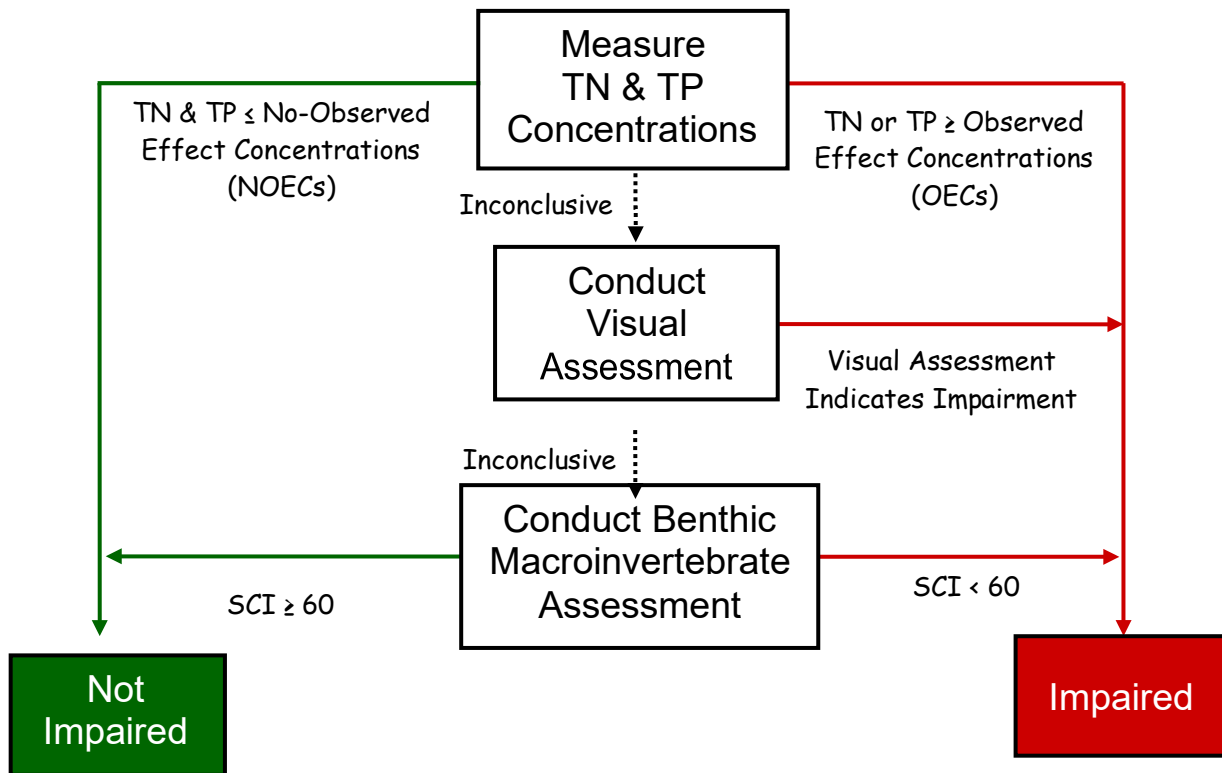 Measure
TN & TP
Concentrations
TN & TP ≤ No-Observed
Effect Concentrations
(NOECs)
TN or TP ≥ Observed
Effect Concentrations
(OECs)
Inconclusive
Conduct
Visual
Assessment
Visual Assessment
Indicates Impairment
Inconclusive
Conduct Benthic
Macroinvertebrate
Assessment
SCI ≥ 60
SCI < 60
Not
Impaired
Impaired